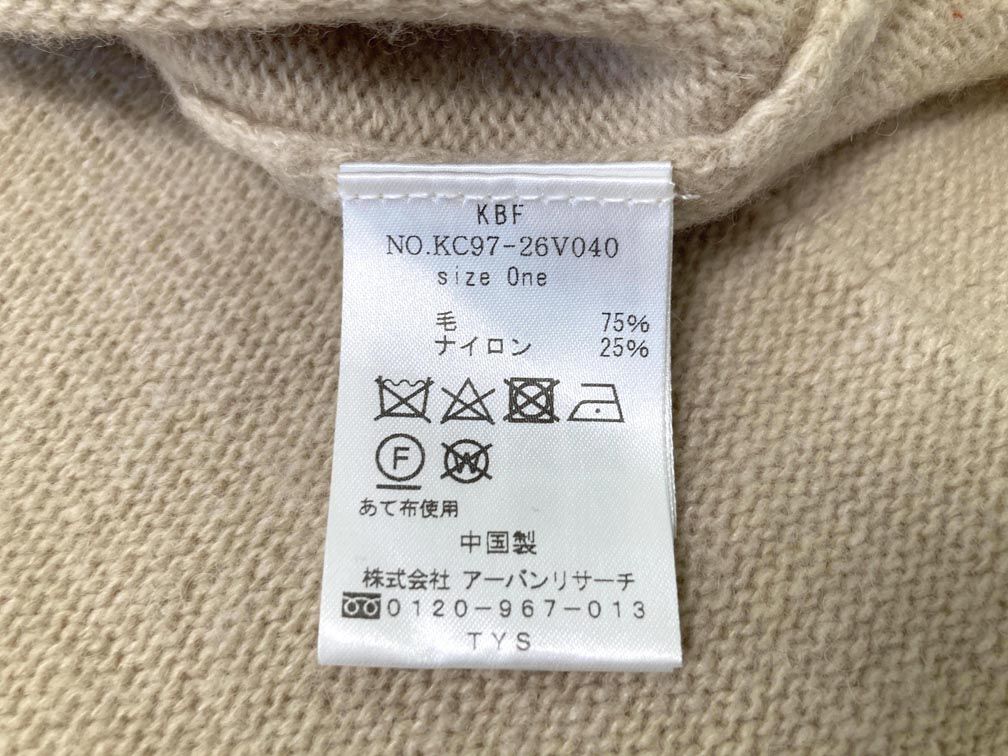 KBF
NO.KC97-26V040
size One
毛 75%
ナイロン 25%
F
W
あて布使用
中国製
株式会社 アーバンリサーチ
0120-967-013
TYS